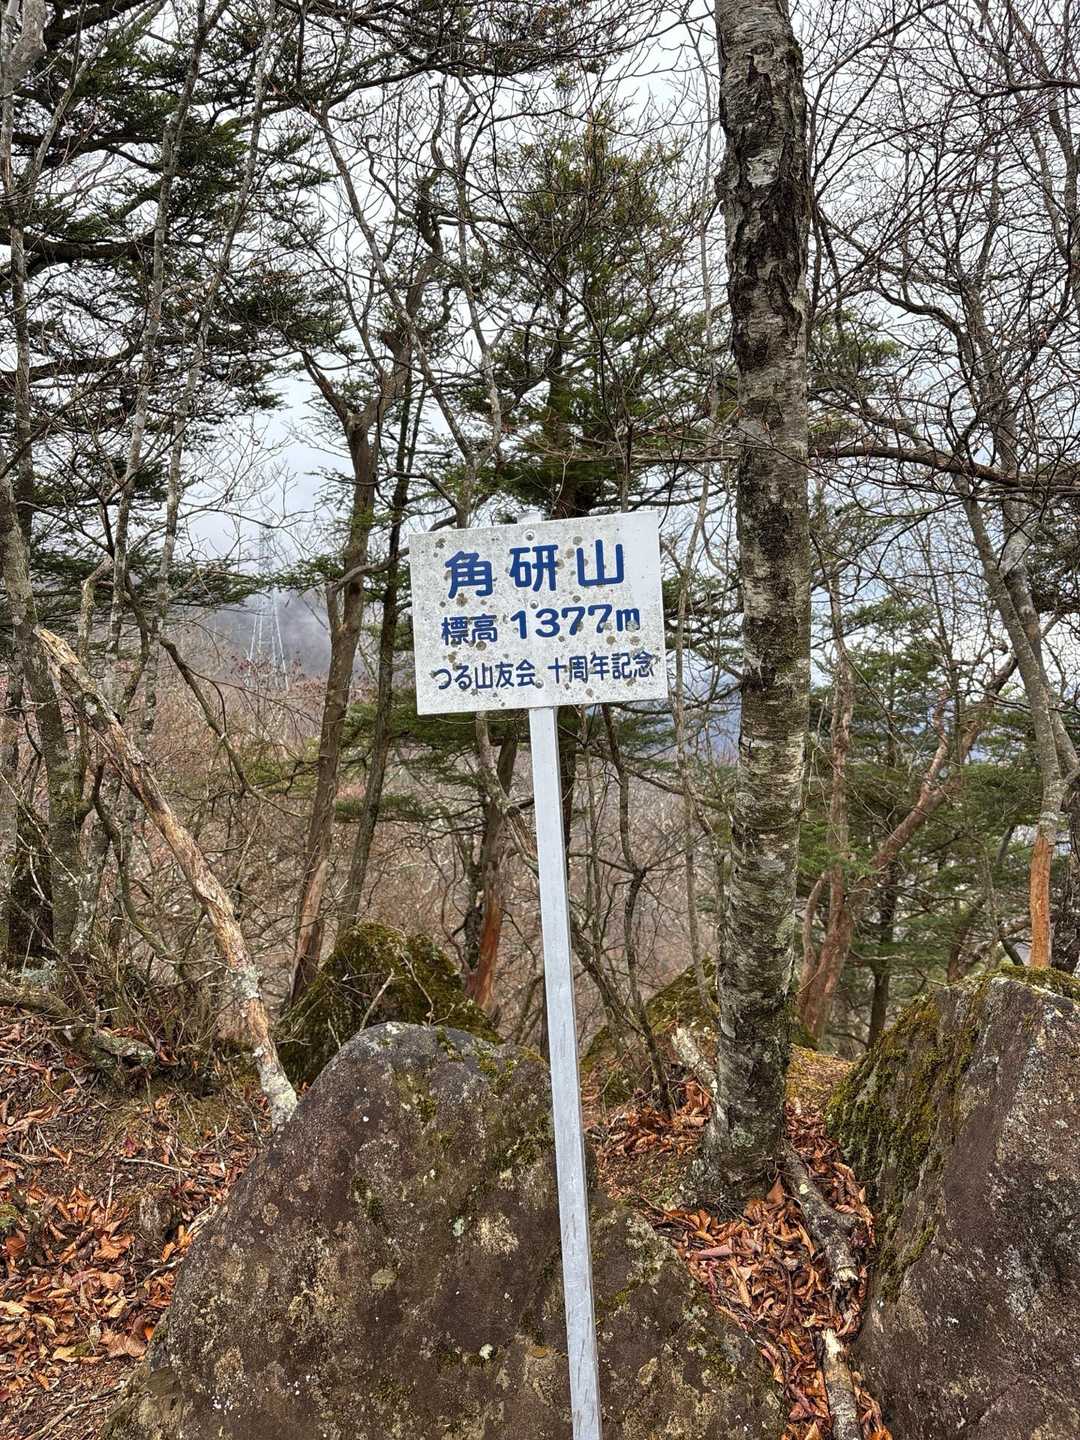 角研山
標高 1377m
つる山友会 十周年記念